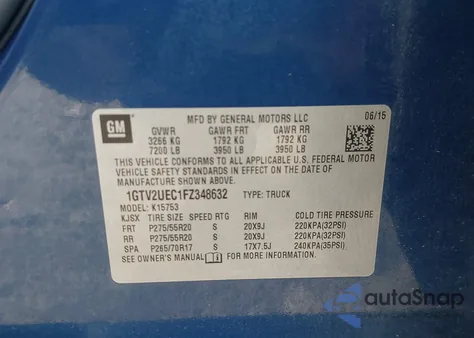 GM
MFD BY GENERAL MOTORS LLC
06/15
GVWR GAWR FRT GAWR RR
3266 KG 1792 KG 1792 KG
7200 LB 3950 LB 3950 LB
THIS VEHICLE CONFORMS TO ALL APPLICABLE U.S. FEDERAL MOTOR
VEHICLE SAFETY STANDARDS IN EFFECT ON THE DATE OF
MANUFACTURE SHOWN ABOVE.
1GTV2UEC1FZ348632 TYPE: TRUCK
MODEL: K15753
KJSX TIRE SIZE SPEED RTG RIM COLD TIRE PRESSURE
FRT P275/55R20 S 20X9J 220KPA(32PSI)
RR P275/55R20 S 20X9J 220KPA(32PSI)
SPA P265/70R17 S 17X7.5J 240KPA(35PSI)
SEE OWNER'S MANUAL FOR MORE INFORMATION.
autoSnap